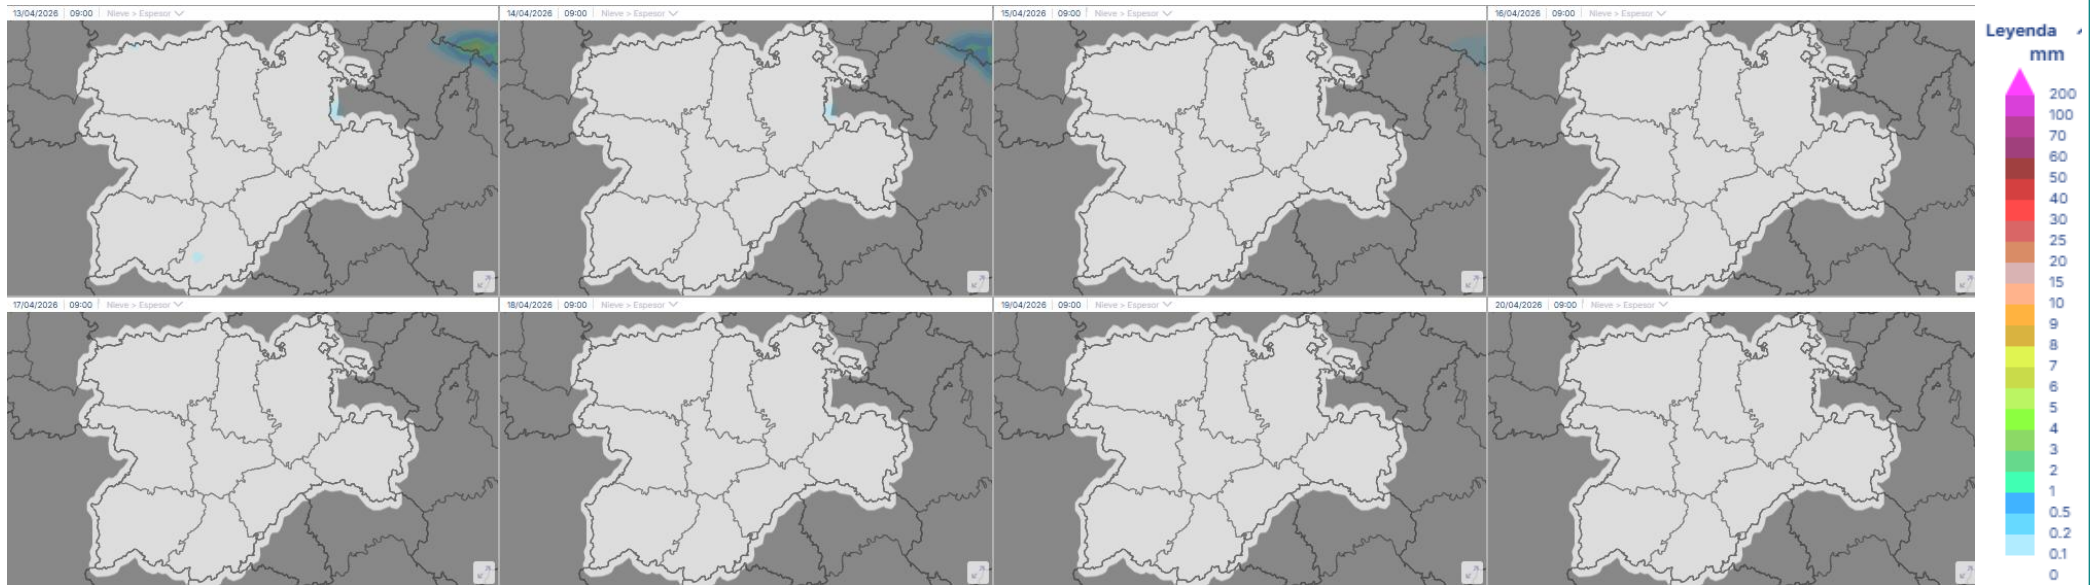 13/04/2026 09:00 Nieve > Espesor
14/04/2026 09:00 Nieve > Espesor
15/04/2026 09:00 Nieve > Espesor
16/04/2026 09:00 Nieve > Espesor
17/04/2026 09:00 Nieve > Espesor
18/04/2026 09:00 Nieve > Espesor
19/04/2026 09:00 Nieve > Espesor
20/04/2026 09:00 Nieve > Espesor
Leyenda
mm
200
100
70
60
50
40
30
25
20
15
10
9
8
7
6
5
4
3
2
1
0.5
0.2
0.1
0